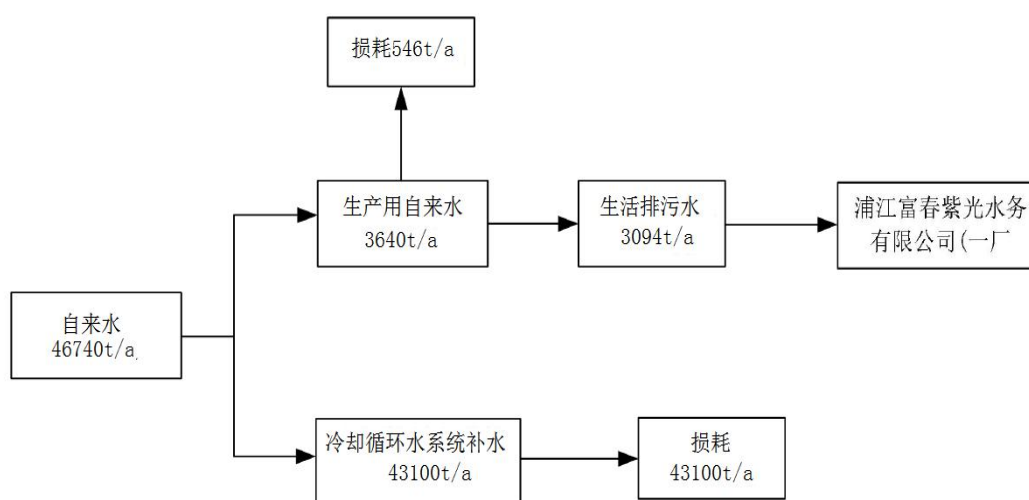 损耗546t/a
生产用自来水
3640t/a
生活排污水
3094t/a
浦江富春紫光水务
有限公司(一厂
自来水
46740t/a
冷却循环水系统补水
43100t/a
损耗
43100t/a